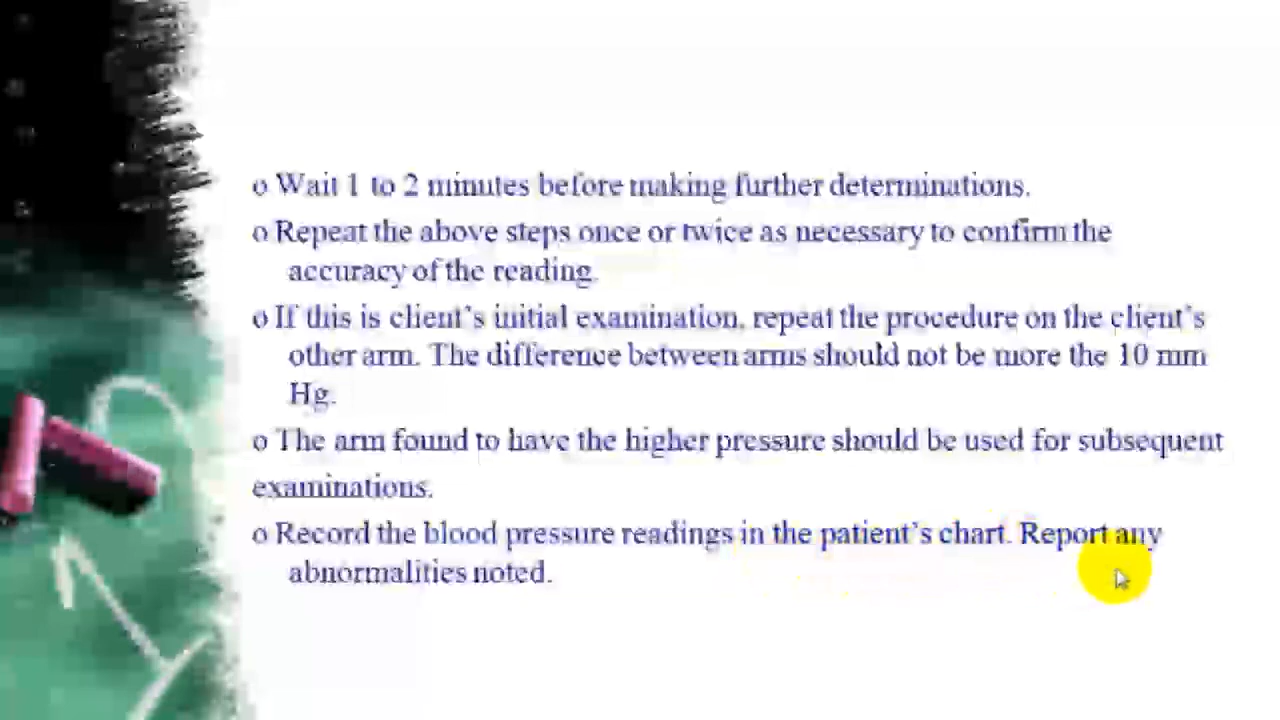 o Wait 1 to 2 minutes before making further determinations.
o Repeat the above steps once or twice as necessary to confirm the
accuracy of the reading.
o If this is client’s initial examination, repeat the procedure on the client’s
other arm. The difference between arms should not be more the 10 mm
Hg.
o The arm found to have the higher pressure should be used for subsequent
examinations.
o Record the blood pressure readings in the patient’s chart. Report any
abnormalities noted.